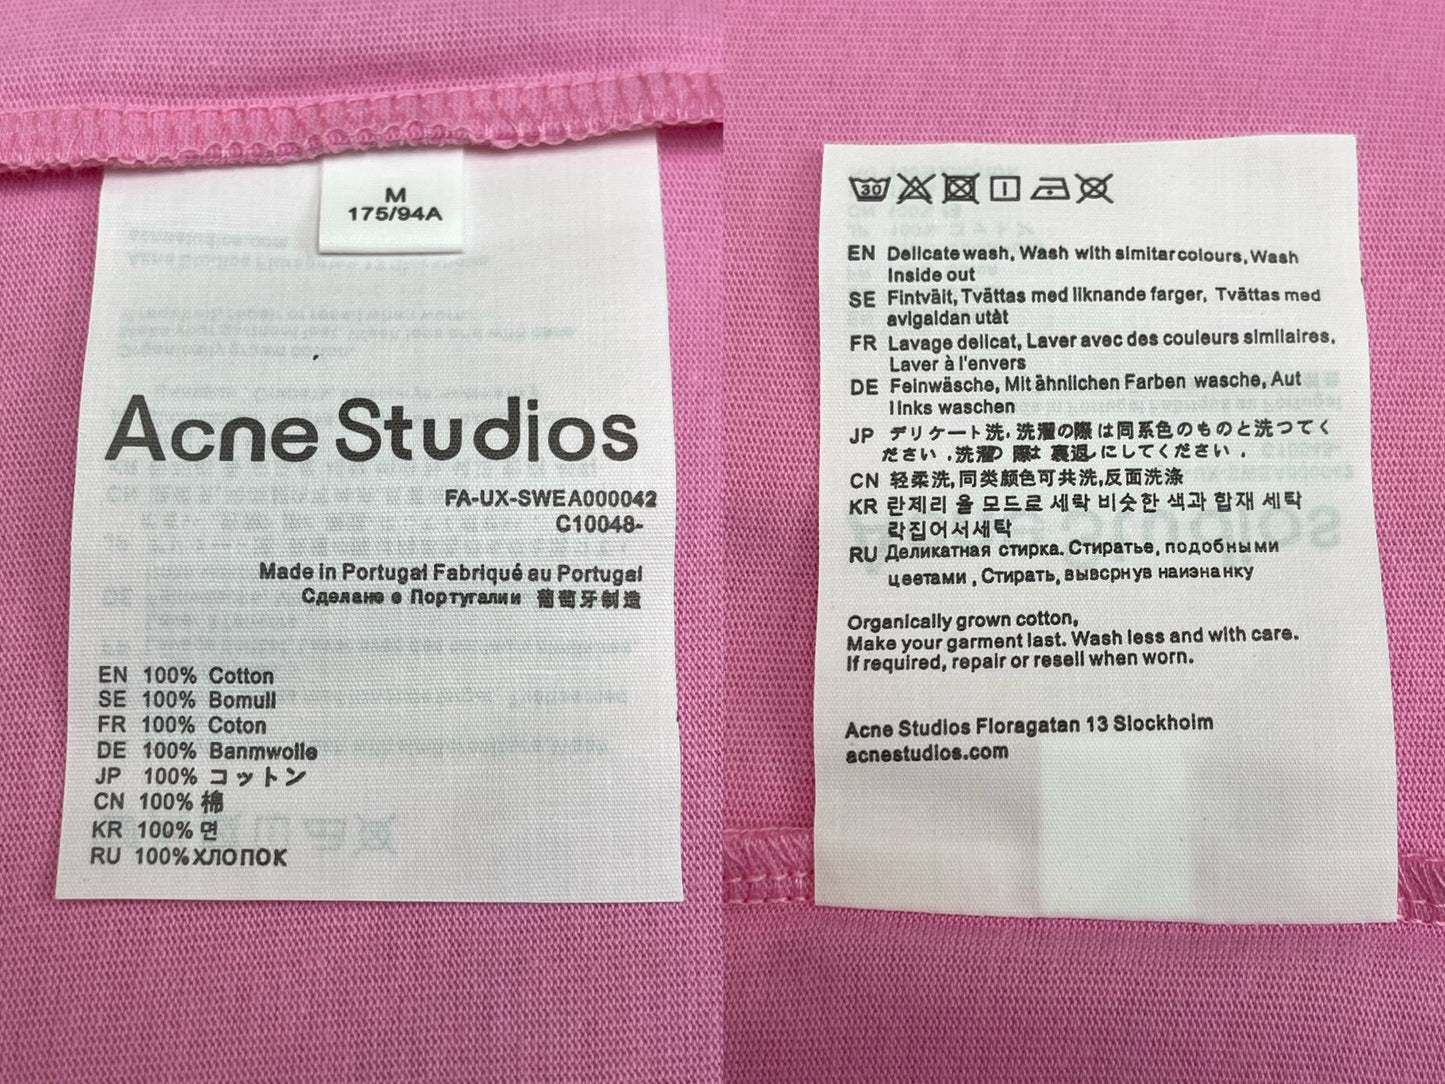 M
175/94A
Acne Studios
FA-UX-SWEA000042
C10048-
Made in Portugal Fabriqué au Portugal
Сделано в Португалии 葡萄牙制造
EN 100% Cotton
SE 100% Bomull
FR 100% Coton
DE 100% Banmwolle
JP 100% コットン
CN 100% 棉
KR 100% 면
RU 100% ХЛОПОК
30
EN Delicate wash, Wash with simitar colours, Wash
Inside out
SE Fintvält, Tvättas med liknande farger, Tvättas med
avigaldan utåt
FR Lavage delicat, Laver avec des couleurs similaires.
Laver à l'envers
DE Feinwäsche, Mit ähnlichen Farben wasche, Aut
links waschen
JP デリケート洗, 洗濯の際は同系色のものと洗つてく
ださい .洗濯の 際は 裏返しにしてください .
CN 轻柔洗,同类颜色可共洗,反面洗涤
KR 란제리 울 모드로 세탁 비슷한 색과 합재 세탁
락집어서세탁
RU Деликатная стирка. Стиратье, подобными
цветами , Стирать, вывсрнув наизнанку
Organically grown cotton,
Make your garment last. Wash less and with care.
If required, repair or resell when worn.
Acne Studios Floragatan 13 Slockholm
acnestudios.com